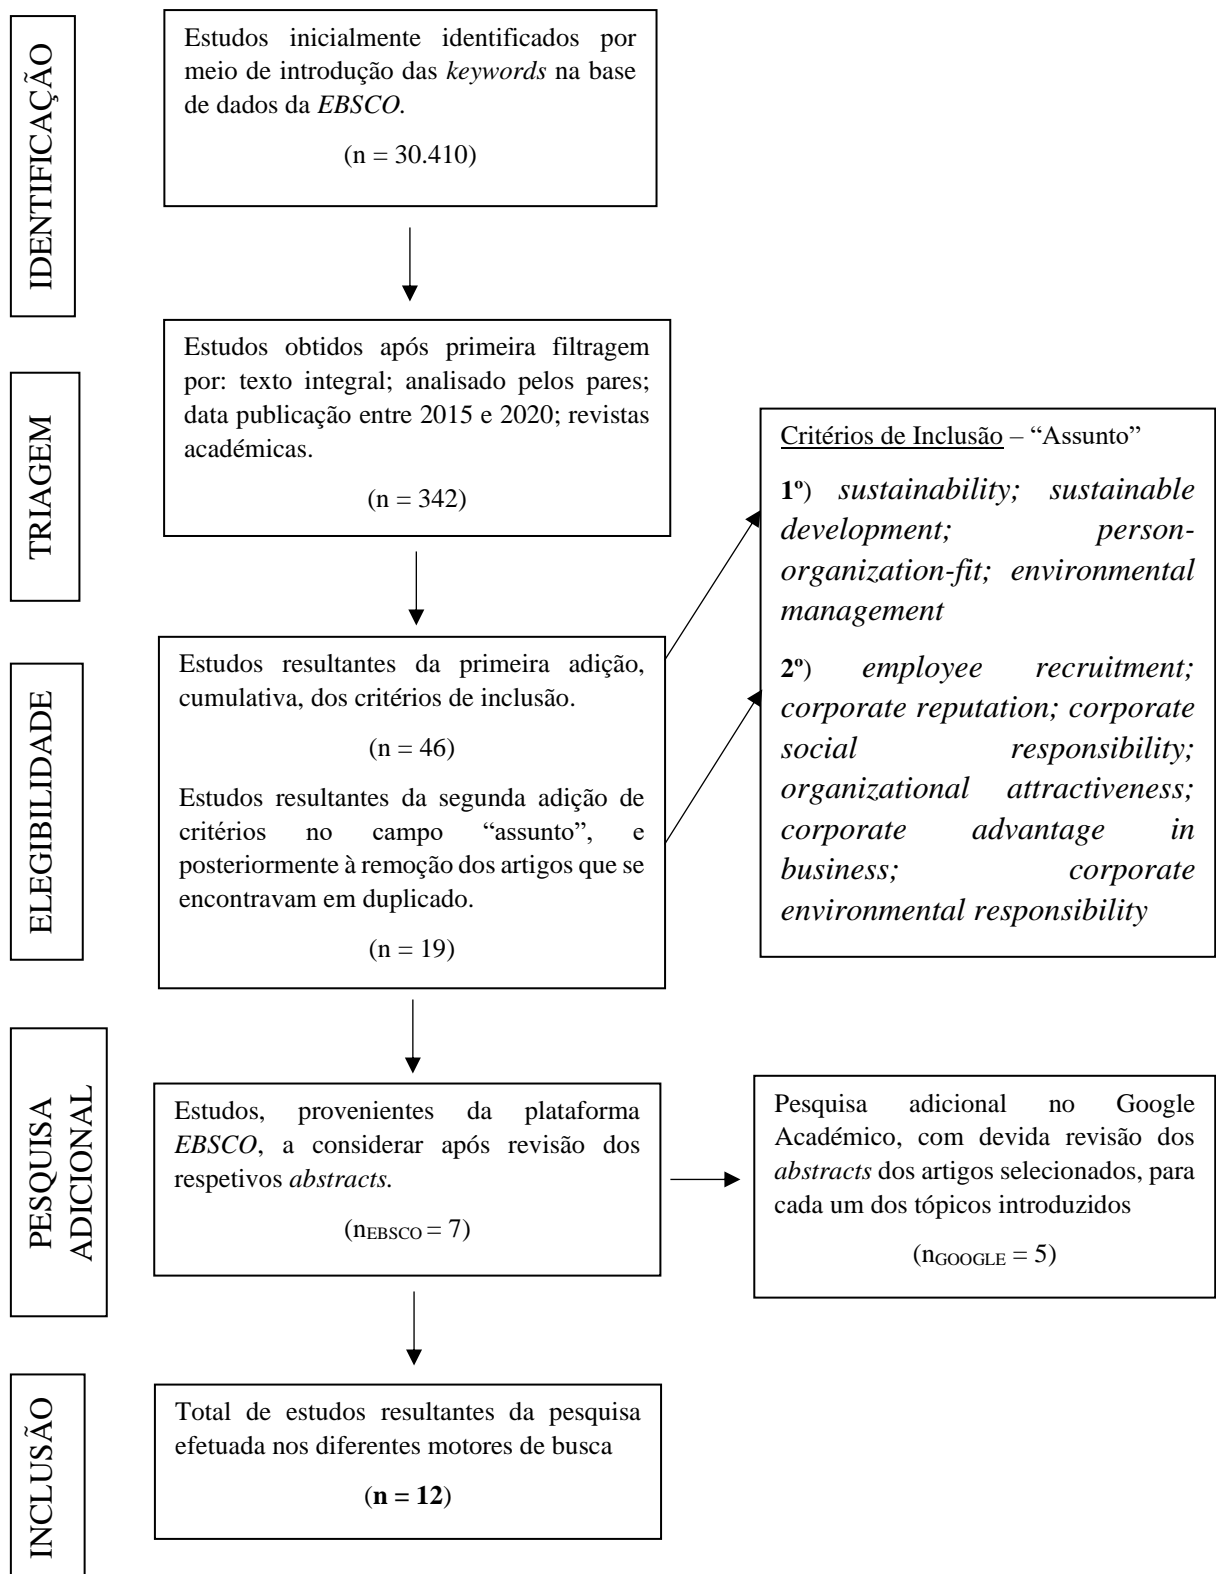 IDENTIFICAÇÃO
Estudos inicialmente identificados por
meio de introdução das keywords na base
de dados da EBSCO.
(n = 30.410)
TRIAGEM
Estudos obtidos após primeira filtragem
por: texto integral; analisado pelos pares;
data publicação entre 2015 e 2020; revistas
académicas.
(n = 342)
Critérios de Inclusão – “Assunto”
1º) sustainability; sustainable
development; person-
organization-fit; environmental
management
2º) employee recruitment;
corporate reputation; corporate
social responsibility;
organizational attractiveness;
corporate advantage in
business; corporate
environmental responsibility
ELEGIBILIDADE
Estudos resultantes da primeira adição,
cumulativa, dos critérios de inclusão.
(n = 46)
Estudos resultantes da segunda adição de
critérios no campo “assunto”, e
posteriormente à remoção dos artigos que se
encontravam em duplicado.
(n = 19)
PESQUISA
ADICIONAL
Estudos, provenientes da plataforma
EBSCO, a considerar após revisão dos
respetivos abstracts.
(nEBSCO = 7)
Pesquisa adicional no Google
Académico, com devida revisão dos
abstracts dos artigos selecionados, para
cada um dos tópicos introduzidos
(nGOOGLE = 5)
INCLUSÃO
Total de estudos resultantes da pesquisa
efetuada nos diferentes motores de busca
(n = 12)